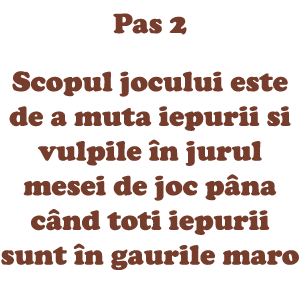 Pas 2
Scopul jocului este
de a muta iepurii si
vulpile în jurul
mesei de joc pâna
când toti iepurii
sunt în gaurile maro